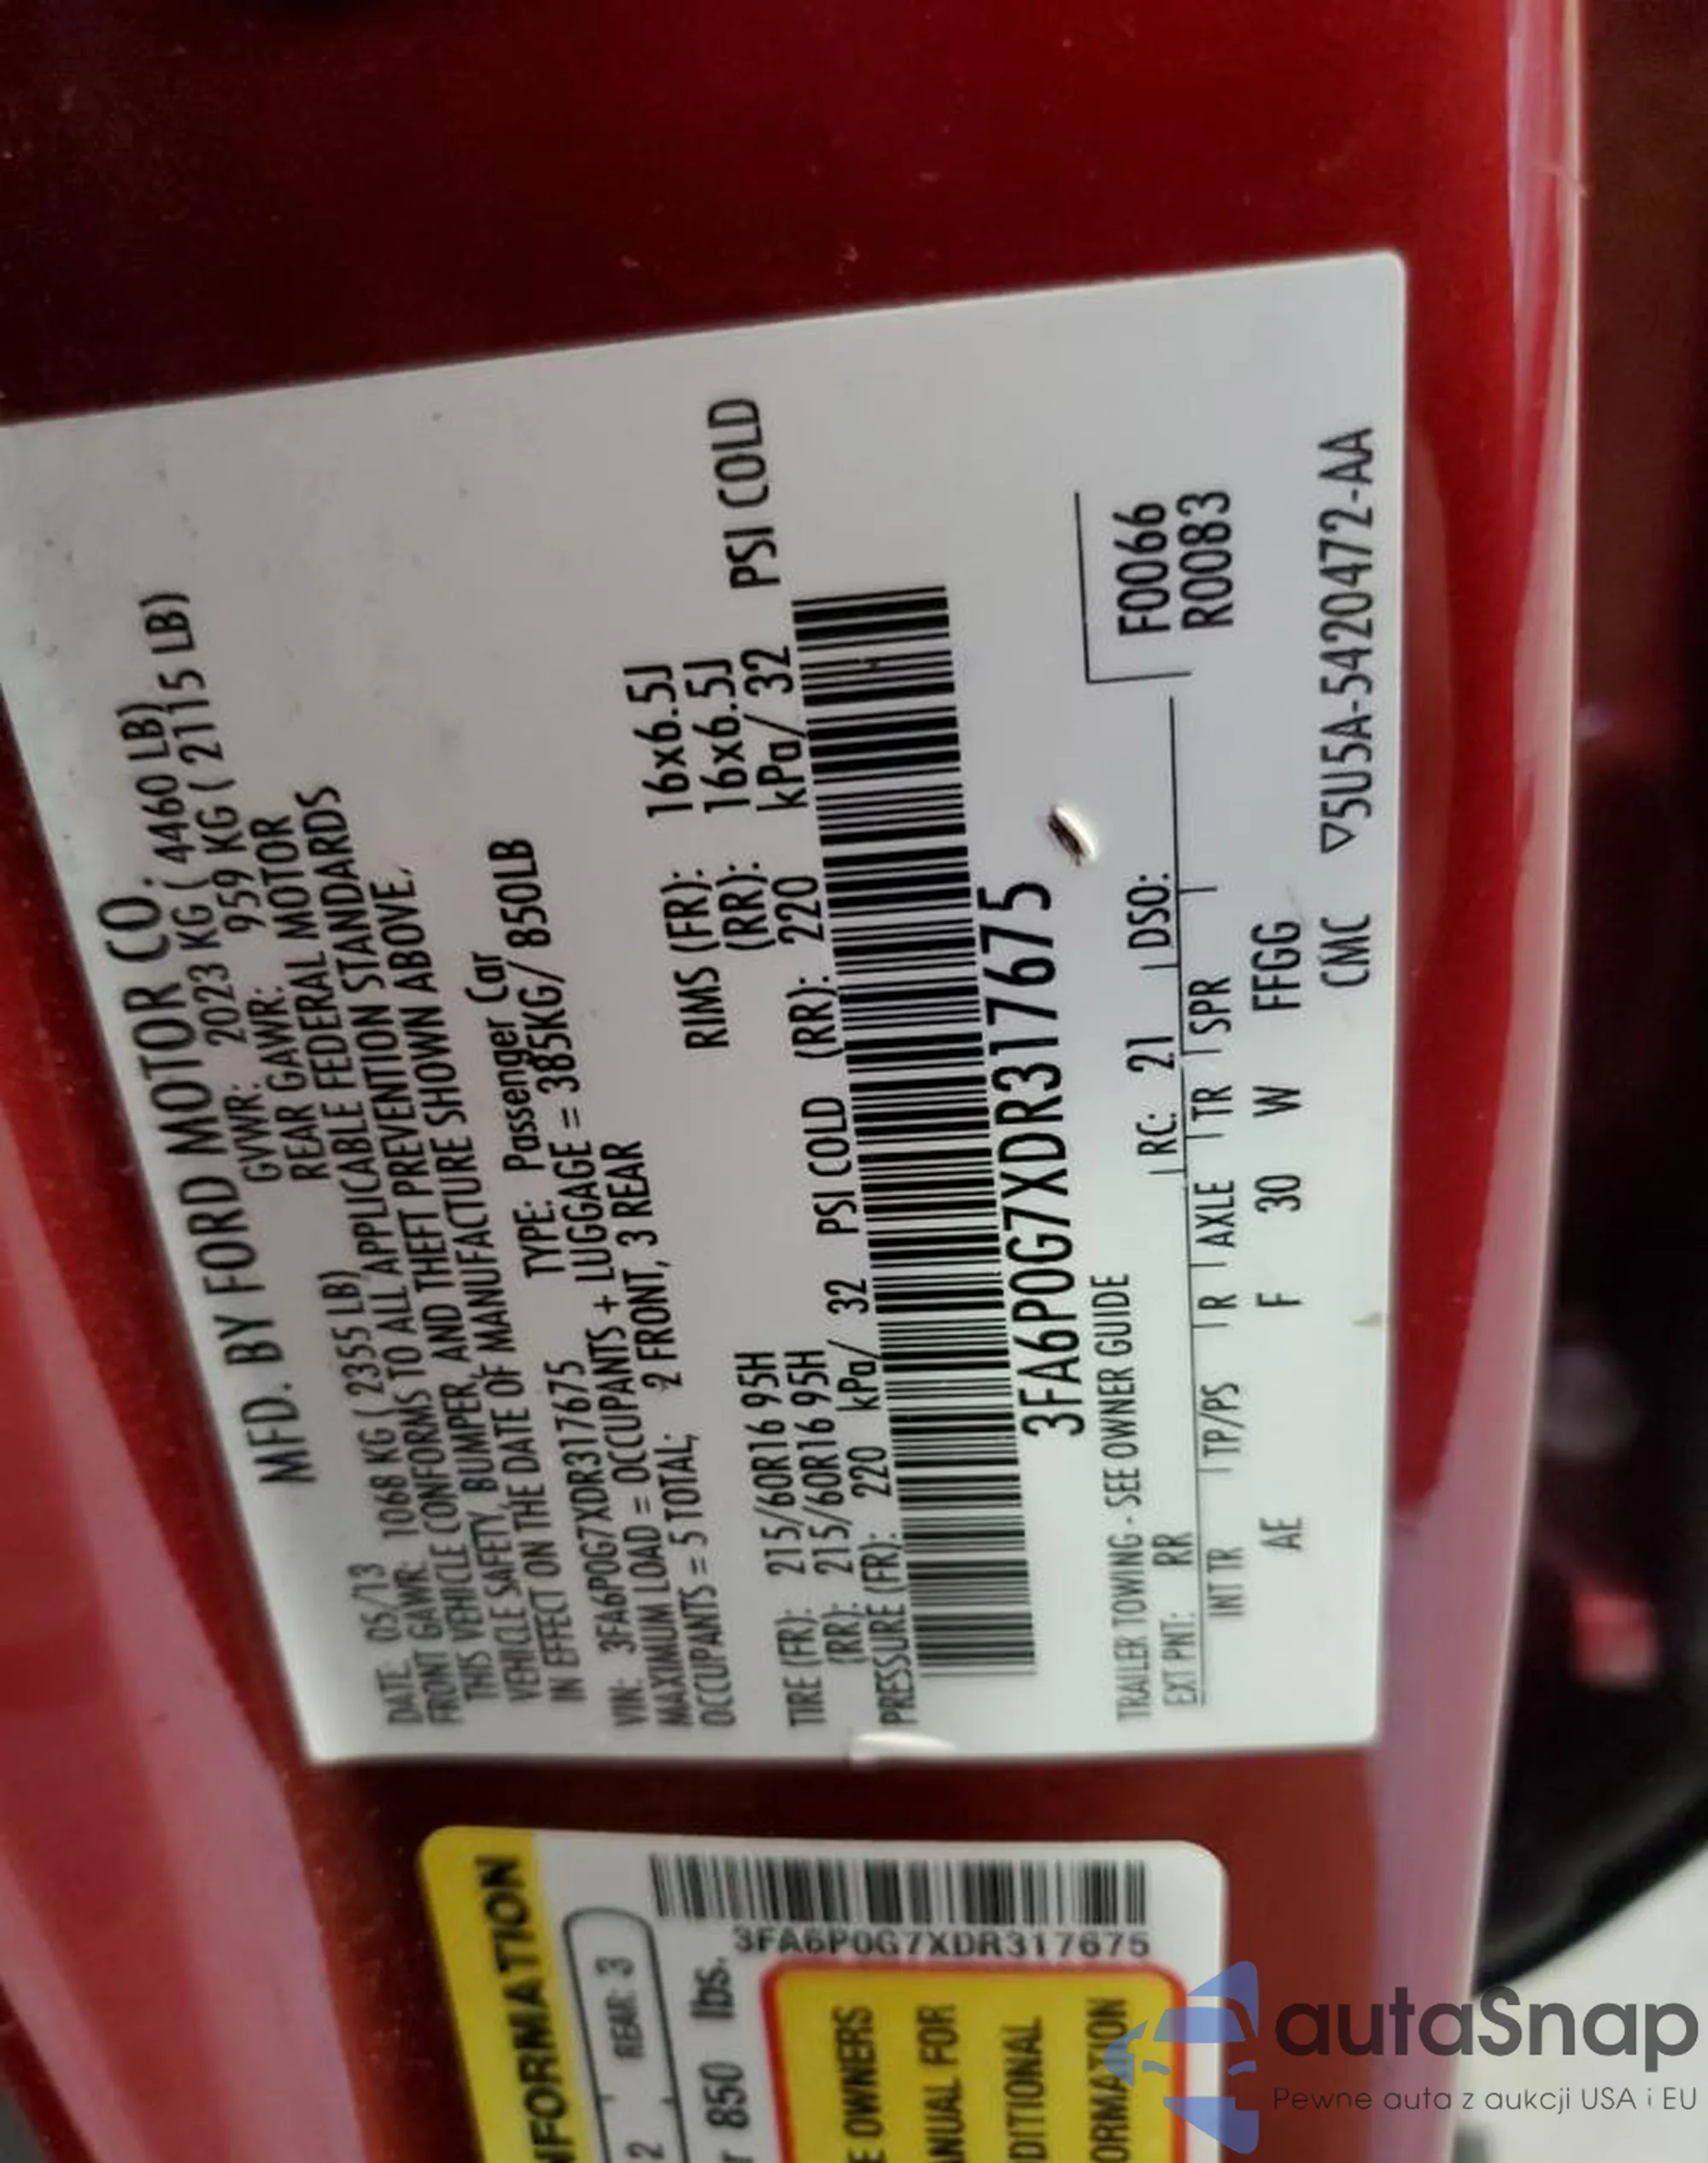 MFD. BY FORD MOTOR CO.
DATE: 05/13 GVWR: 2023 KG ( 4460 LB)
FRONT GAWR: 1068 KG ( 2355 LB) REAR GAWR: 959 KG ( 2115 LB)
THIS VEHICLE CONFORMS TO ALL APPLICABLE FEDERAL MOTOR
VEHICLE SAFETY, BUMPER, AND THEFT PREVENTION STANDARDS
IN EFFECT ON THE DATE OF MANUFACTURE SHOWN ABOVE.
VIN: 3FA6P0G7XDR317675 TYPE: Passenger Car
MAXIMUM LOAD = OCCUPANTS + LUGGAGE = 385KG/ 850LB
OCCUPANTS = 5 TOTAL; 2 FRONT, 3 REAR
TIRE (FR): 215/60R16 95H RIMS (FR): 16x6.5J
(RR): 215/60R16 95H (RR): 16x6.5J
PRESSURE (FR): 220 kPa/ 32 PSI COLD (RR): 220 kPa/ 32 PSI COLD
3FA6P0G7XDR317675
TRAILER TOWING - SEE OWNER GUIDE
F0066
R0083
EXT PNT: RR RC: 21 DSO:
INT TR TP/PS R AXLE TR SPR
AE F 30 W FFGG
CMC ▽5U5A-5420472-AA
INFORMATION
2 REAR: 3
850 lbs.
3FA6P0G7XDR317675
OWNERS
ANUAL FOR
DITIONAL
ORMATION
autaSnap
Pewne auta z aukcji USA i EU